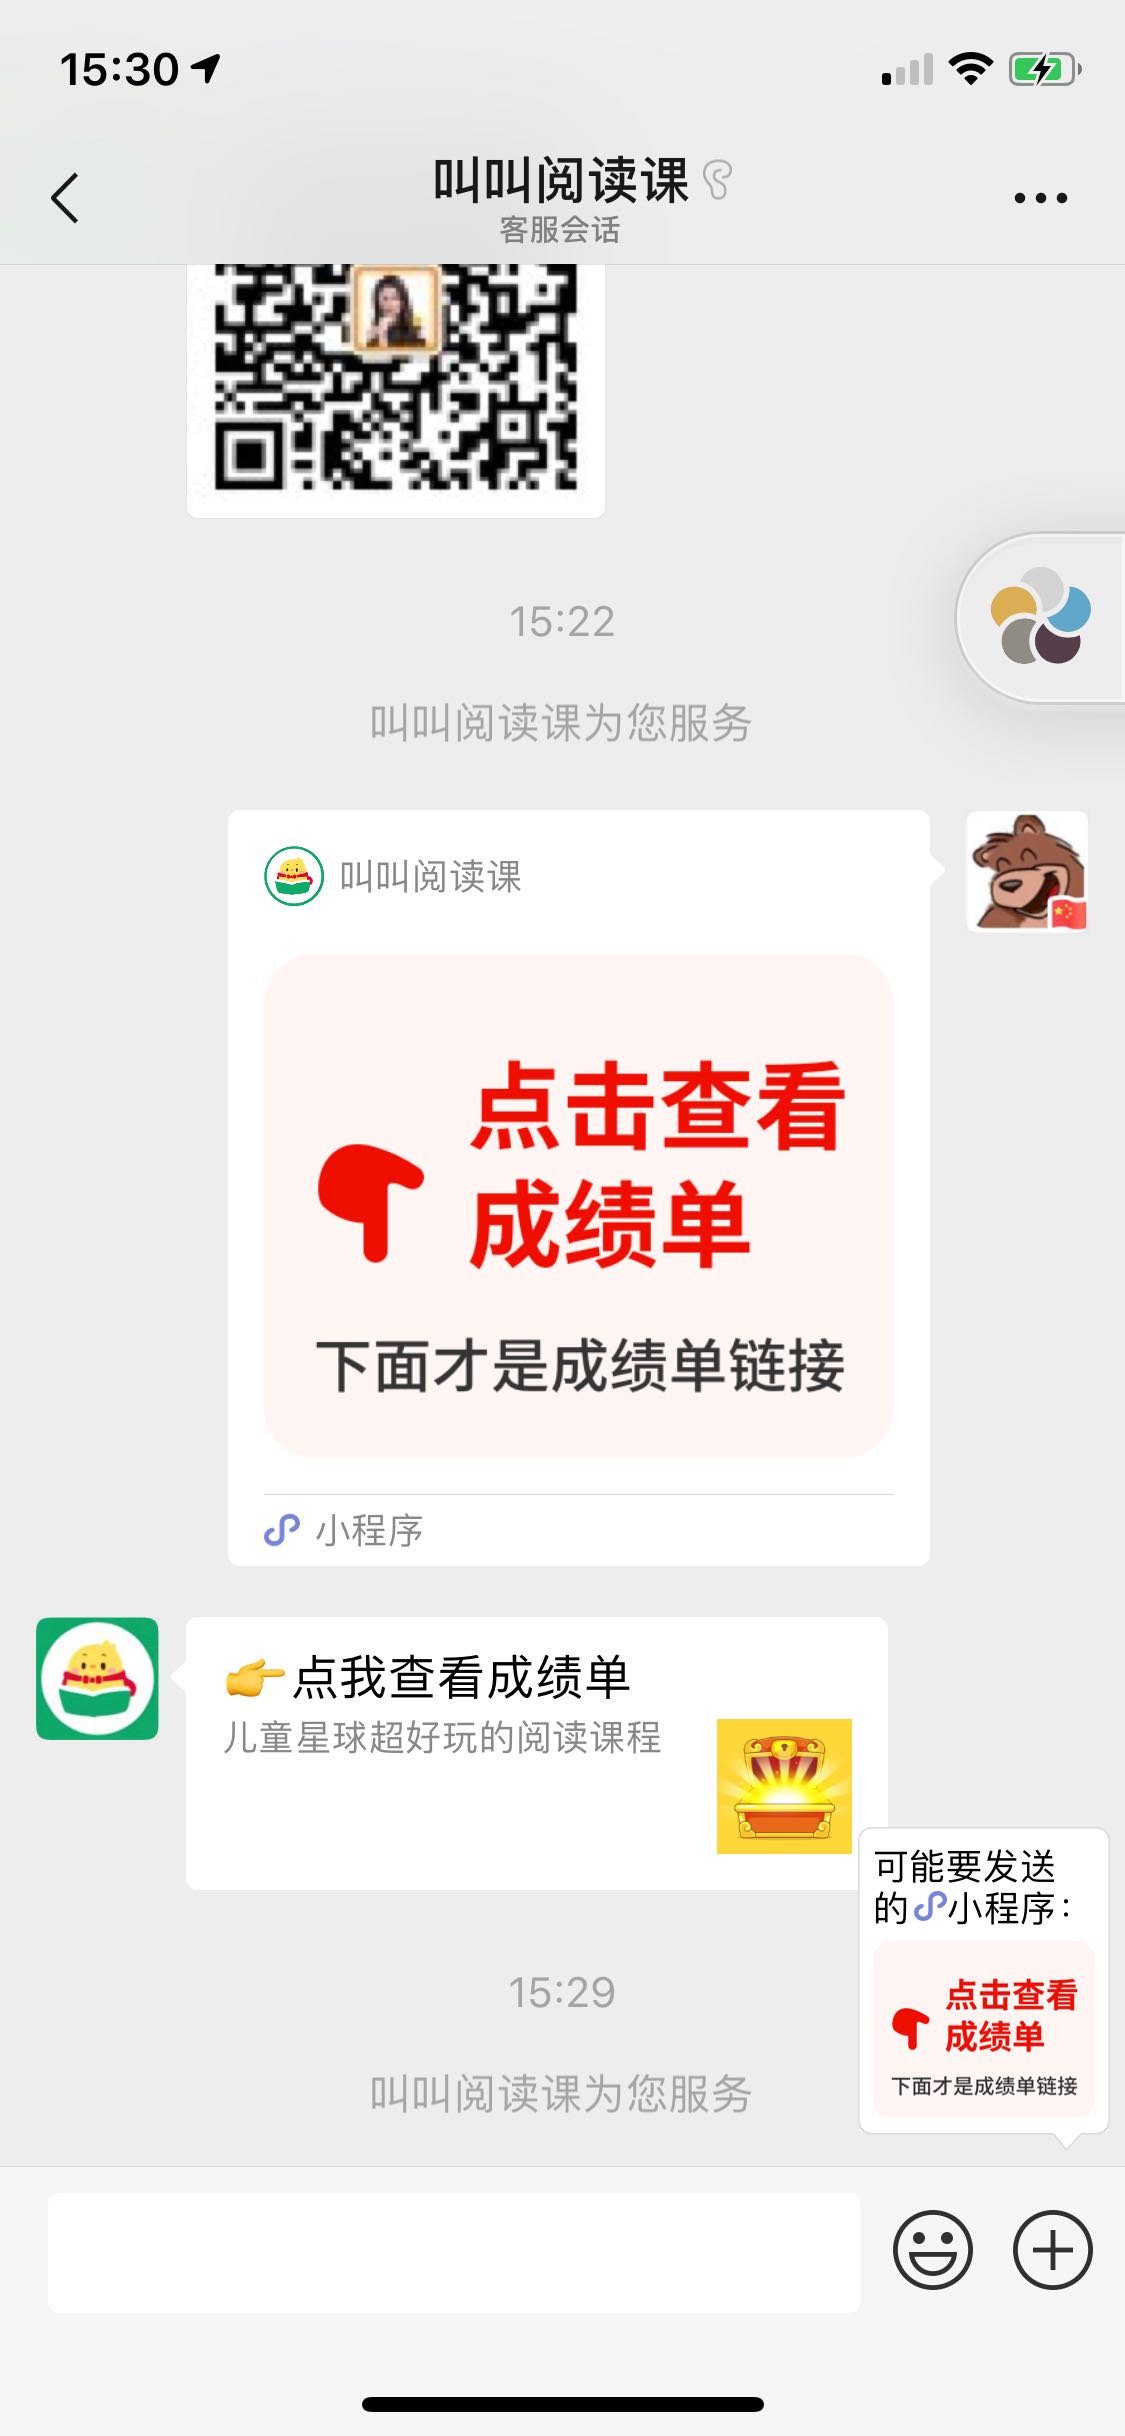 15:30
叫叫阅读课
客服会话
15:22
叫叫阅读课为您服务
叫叫阅读课
点击查看
成绩单
下面才是成绩单链接
小程序
👉点我查看成绩单
儿童星球超好玩的阅读课程
可能要发送
的小程序：
点击查看
成绩单
下面才是成绩单链接
15:29
叫叫阅读课为您服务